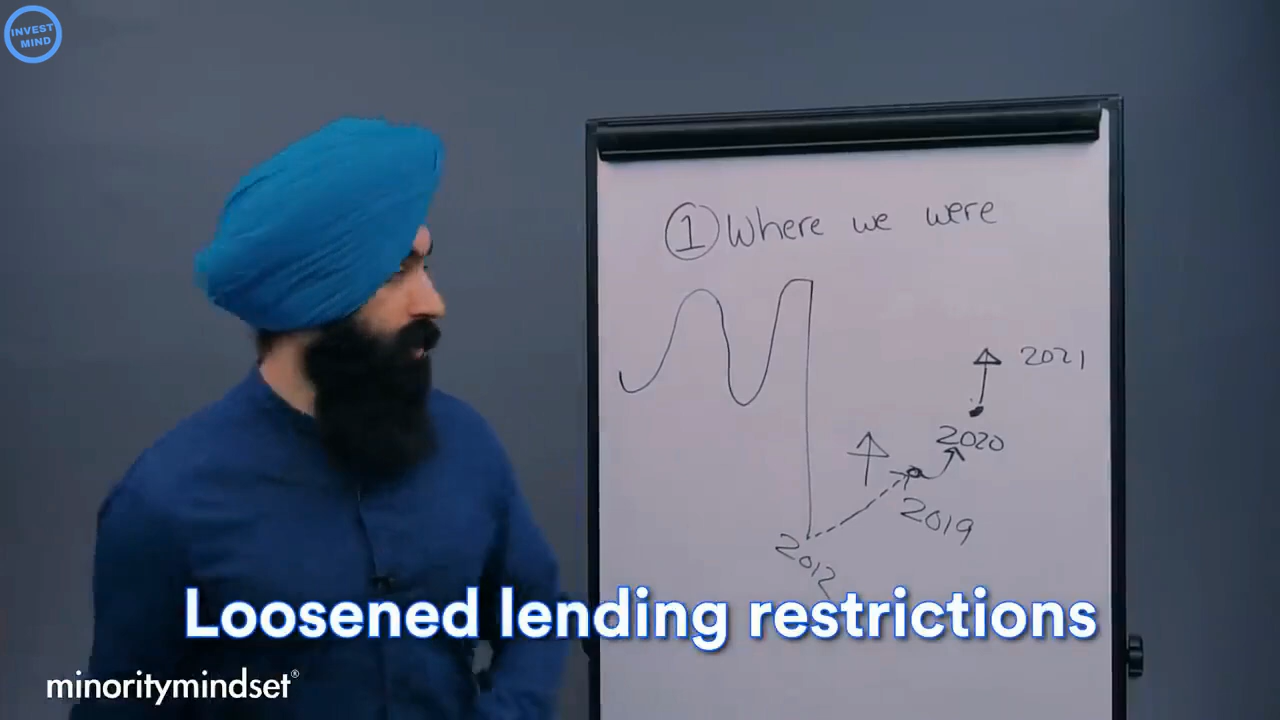 INVEST
MIND
① Where we were
2021
2020
2019
2012
Loosened lending restrictions
minoritymindset®